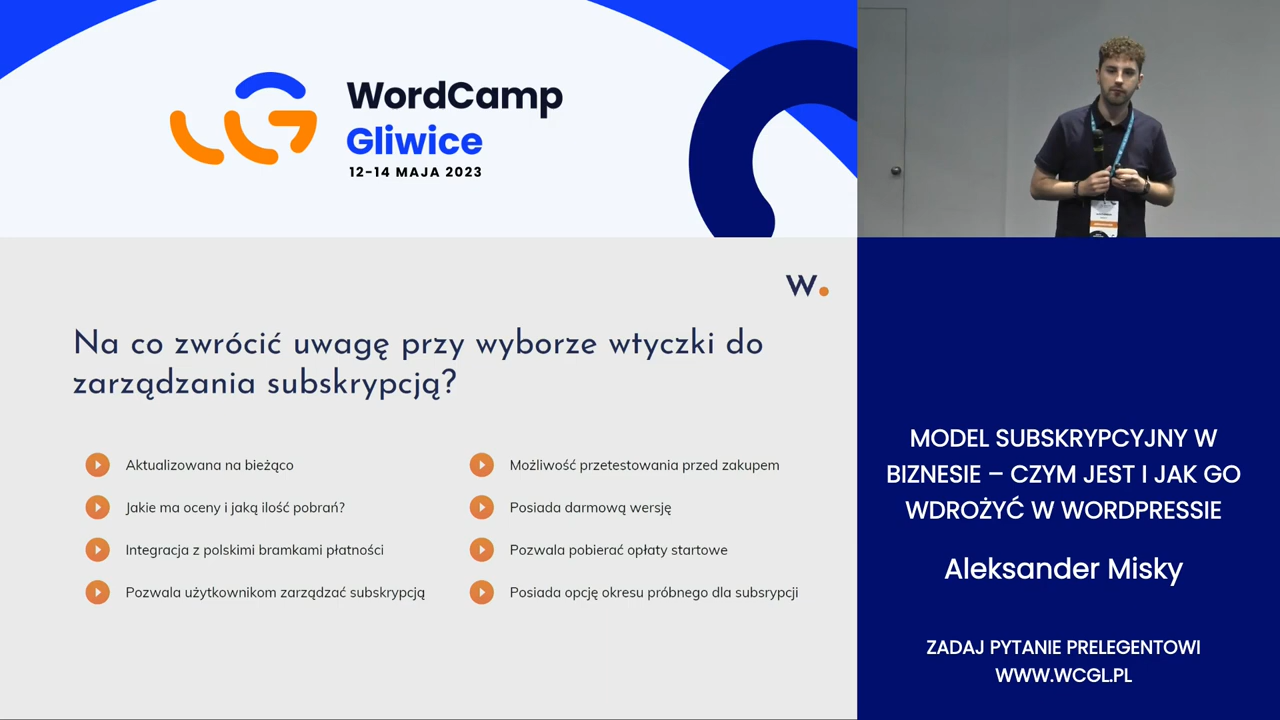 WordCamp
Gliwice
12-14 MAJA 2023
w.
Na co zwrócić uwagę przy wyborze wtyczki do
zarządzania subskrypcją?
Aktualizowana na bieżąco
Jakie ma oceny i jaką ilość pobrań?
Integracja z polskimi bramkami płatności
Pozwala użytkownikom zarządzać subskrypcją
Możliwość przetestowania przed zakupem
Posiada darmową wersję
Pozwala pobierać opłaty startowe
Posiada opcję okresu próbnego dla subsrypcji
MODEL SUBSKRYPCYJNY W
BIZNESIE – CZYM JEST I JAK GO
WDROŻYĆ W WORDPRESSIE
Aleksander Misky
ZADAJ PYTANIE PRELEGENTOWI
WWW.WCGL.PL